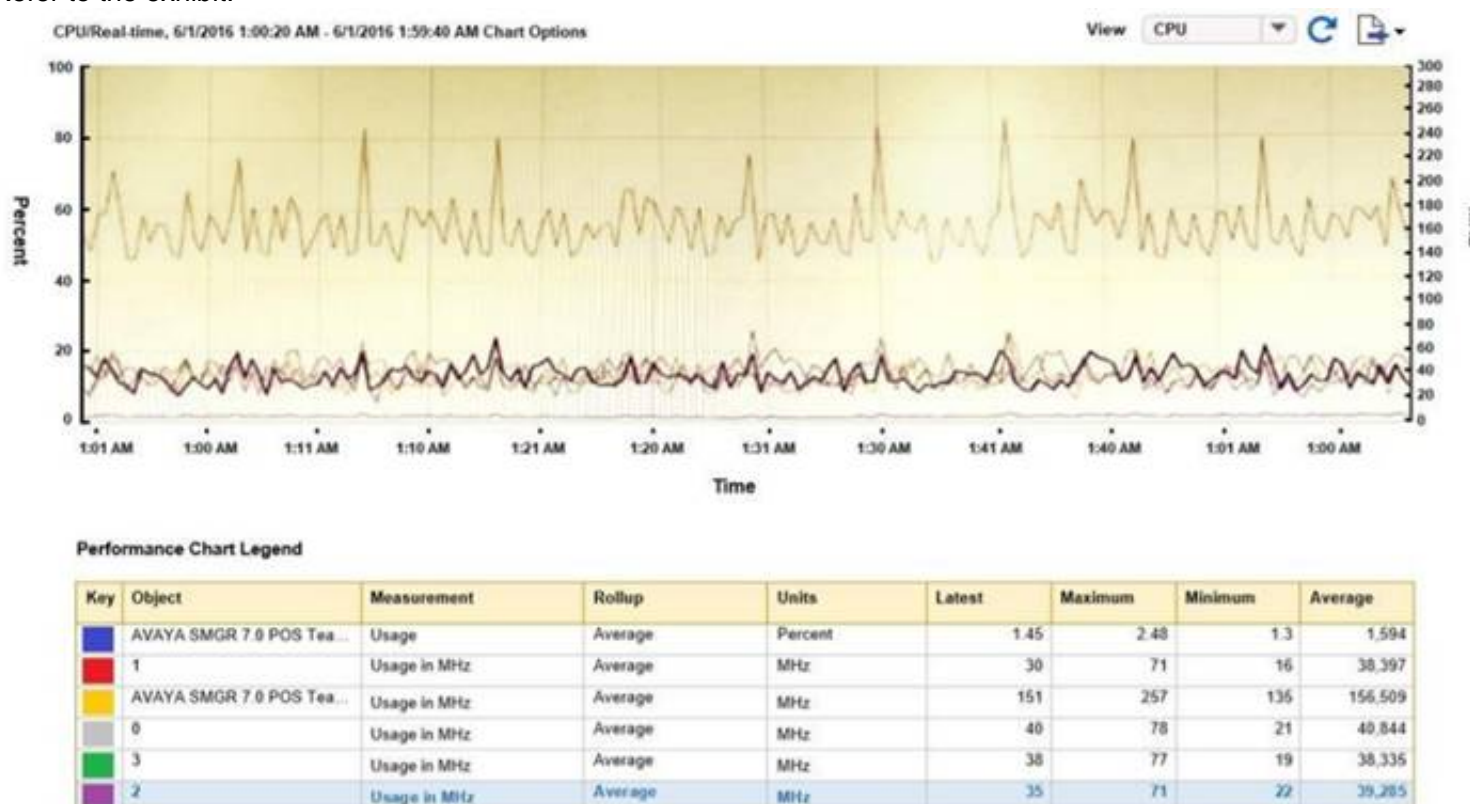 CPU/Real-time, 6/1/2016 1:00:20 AM - 6/1/2016 1:59:40 AM Chart Options
View CPU
100 300
280
260
80 240
220
200
60 180
160
140
40 120
100
80
20 60
40
20
0 0
Percent
1:01 AM 1:00 AM 1:11 AM 1:10 AM 1:21 AM 1:20 AM 1:31 AM 1:30 AM 1:41 AM 1:40 AM 1:01 AM 1:00 AM
Time
Performance Chart Legend
Key Object Measurement Rollup Units Latest Maximum Minimum Average
AVAYA SMGR 7.0 POS Tea... Usage Average Percent 1.45 2.48 1.3 1,594
1 Usage in MHz Average MHz 30 71 16 38,397
AVAYA SMGR 7.0 POS Tea... Usage in MHz Average MHz 151 257 135 156,509
0 Usage in MHz Average MHz 40 78 21 40,844
3 Usage in MHz Average MHz 38 77 19 38,335
2 Usage in MHz Average MHz 35 71 22 39,285